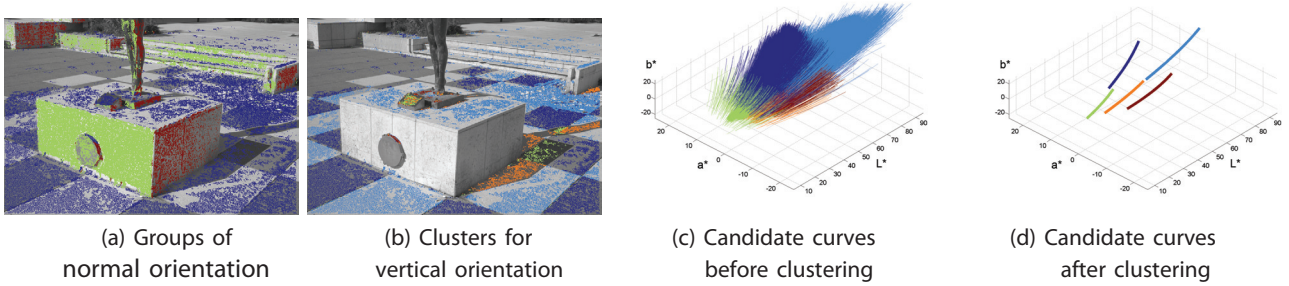 b*
20
0
-20
20
10
0
-10
-20
a*
10
20
30
40
50
60
70
80
90
L*
b*
20
0
-20
20
10
0
-10
-20
a*
10
20
30
40
50
60
70
80
90
L*
(a) Groups of
normal orientation
(b) Clusters for
vertical orientation
(c) Candidate curves
before clustering
(d) Candidate curves
after clustering